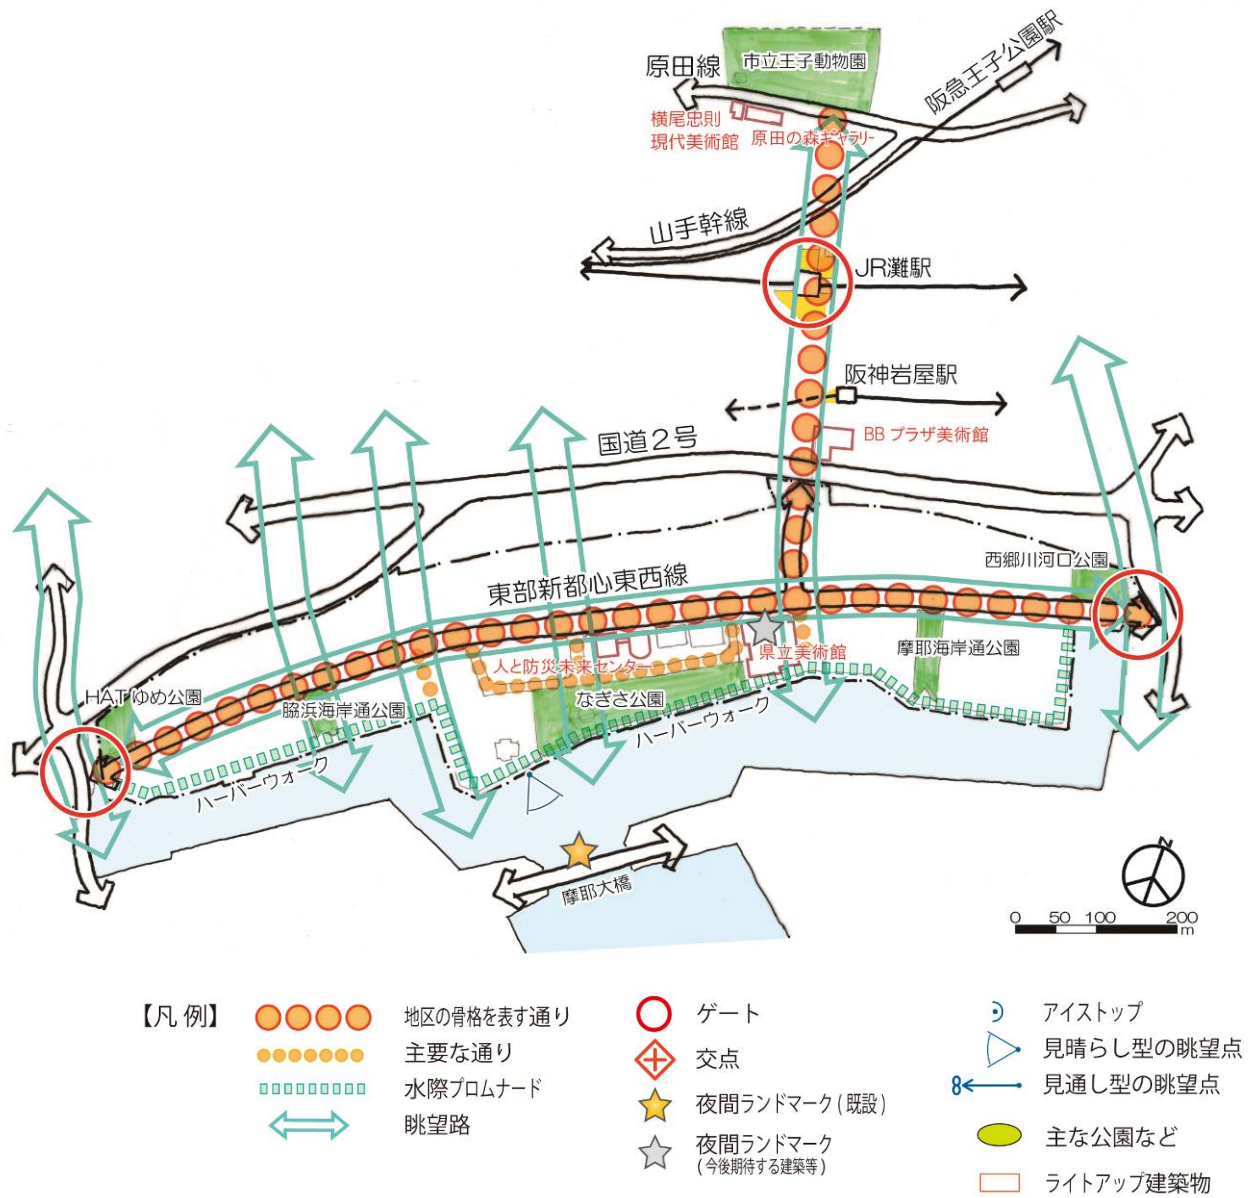 原田線
市立王子動物園
阪急王子公園駅
横尾忠則
現代美術館
原田の森ギャラリー
山手幹線
JR灘駅
阪神岩屋駅
BB プラザ美術館
国道2号
西郷川河口公園
東部新都心東西線
県立美術館
摩耶海岸通公園
人と防災未来センター
HATゆめ公園
脇浜海岸通公園
なぎさ公園
ハーバーウォーク
ハーバーウォーク
摩耶大橋
N
0 50 100 200
m
【凡 例】
地区の骨格を表す通り
主要な通り
水際プロムナード
眺望路
ゲート
交点
夜間ランドマーク ( 既設 )
夜間ランドマーク
( 今後期待する建築等 )
アイストップ
見晴らし型の眺望点
見通し型の眺望点
主な公園など
ライトアップ建築物